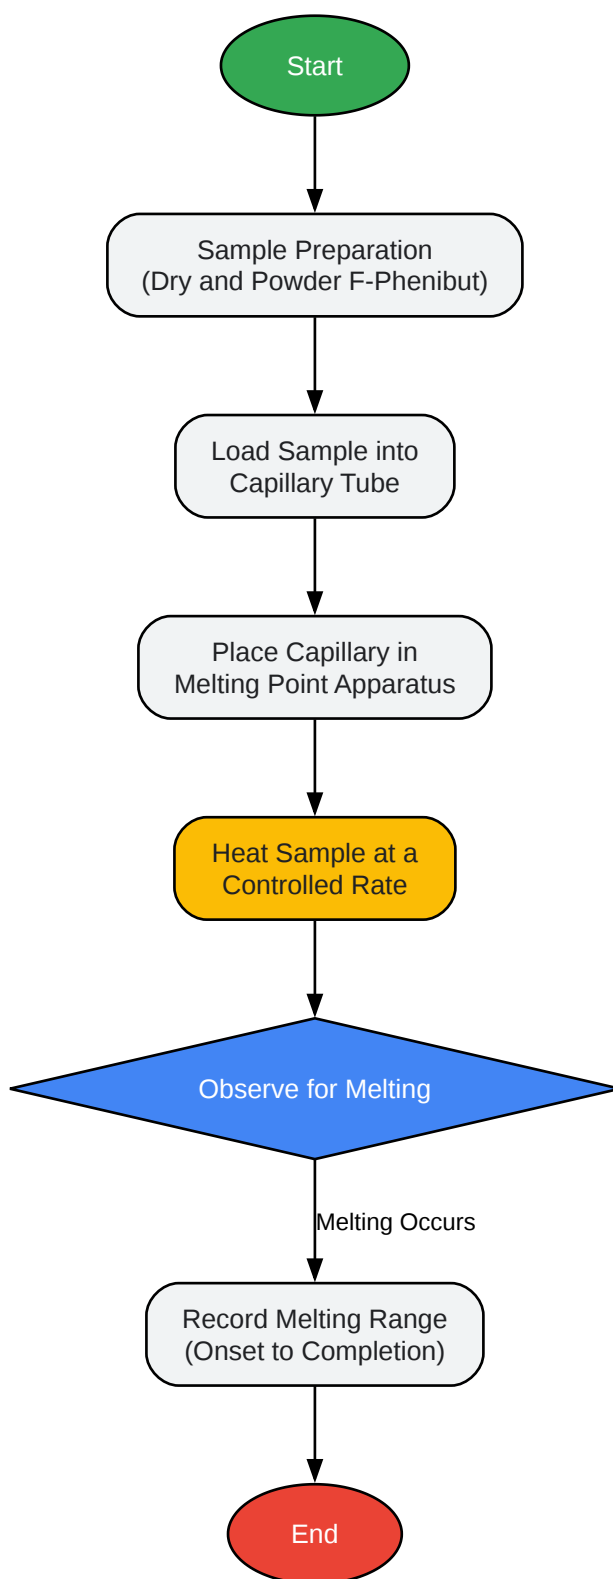 Start
Sample Preparation
(Dry and Powder F-Phenibut)
Load Sample into
Capillary Tube
Place Capillary in
Melting Point Apparatus
Heat Sample at a
Controlled Rate
Observe for Melting
Melting Occurs
Record Melting Range
(Onset to Completion)
End